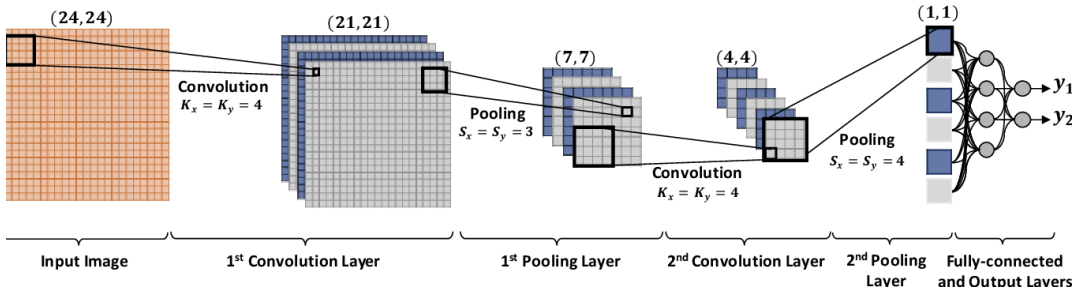 (24,24)
(21,21)
(7,7)
(4,4)
(1,1)
Convolution
K_x = K_y = 4
Pooling
S_x = S_y = 3
Convolution
K_x = K_y = 4
Pooling
S_x = S_y = 4
y_1
y_2
Input Image
1st Convolution Layer
1st Pooling Layer
2nd Convolution Layer
2nd Pooling
Layer
Fully-connected
and Output Layers